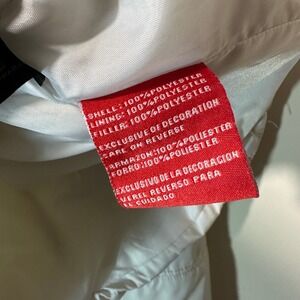 SHELL:100%POLYESTER
LINING:100%POLYESTER
FILLER:100%POLYESTER
EXCLUSIVE OF DECORATION
CARE ON REVERSE
ARMAZON:100%POLIESTER
FORRO:100%POLIESTER
EXCLUSIVO DE LA DECORACION
VER EL REVERSO PARA
EL CUIDADO